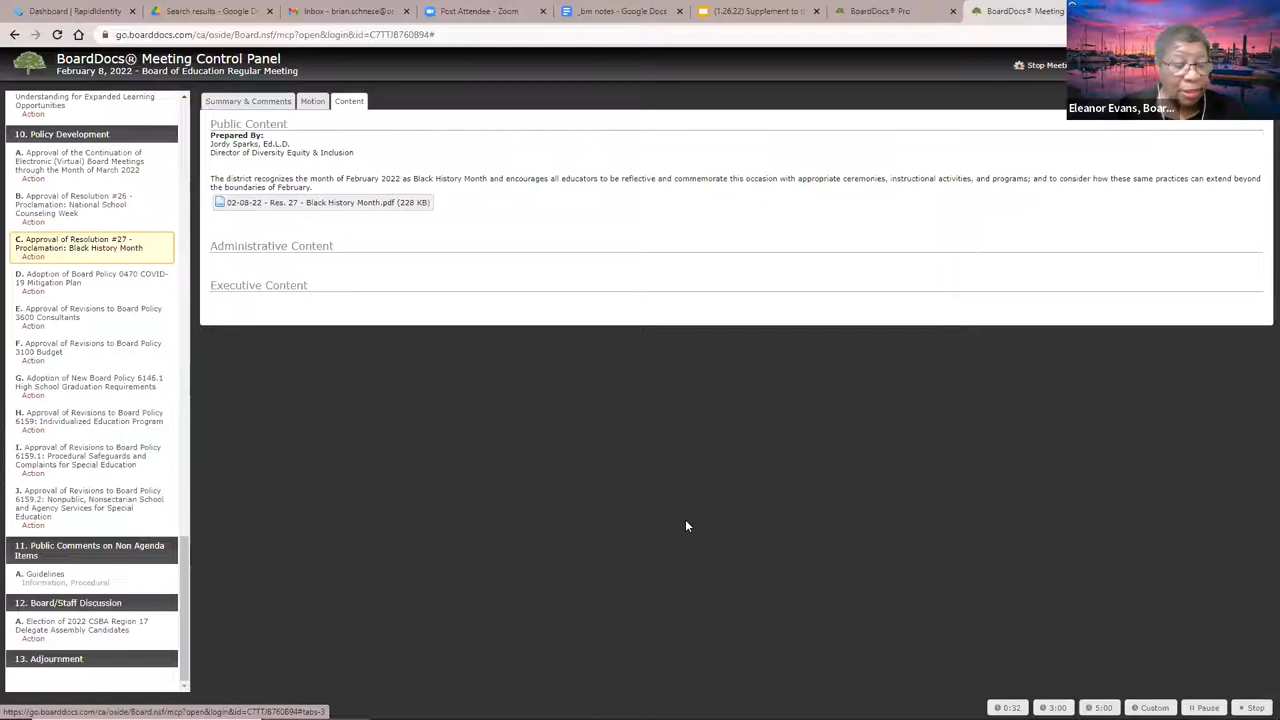 Dashboard | RapidIdentity
Search results - Google Drive
Inbox - brian.schnese@oc
Post Attendee - Zoom
_bm notes - Google Docs
(1.26.22) Supplement to d
BoardDocs® Pro
BoardDocs® Meeting
go.boarddocs.com/ca/oside/Board.nsf/mcp?open&login&id=C7TTJB760B94#
BoardDocs® Meeting Control Panel
February 8, 2022 - Board of Education Regular Meeting
Stop Meeti
Eleanor Evans, Boar...
Understanding for Expanded Learning
Opportunities
Action
10. Policy Development
A. Approval of the Continuation of
Electronic (Virtual) Board Meetings
through the Month of March 2022
Action
B. Approval of Resolution #26 -
Proclamation: National School
Counseling Week
Action
C. Approval of Resolution #27 -
Proclamation: Black History Month
Action
D. Adoption of Board Policy 0470 COVID-
19 Mitigation Plan
Action
E. Approval of Revisions to Board Policy
3600 Consultants
Action
F. Approval of Revisions to Board Policy
3100 Budget
Action
G. Adoption of New Board Policy 6146.1
High School Graduation Requirements
Action
H. Approval of Revisions to Board Policy
6159: Individualized Education Program
Action
I. Approval of Revisions to Board Policy
6159.1: Procedural Safeguards and
Complaints for Special Education
Action
J. Approval of Revisions to Board Policy
6159.2: Nonpublic, Nonsectarian School
and Agency Services for Special
Education
Action
11. Public Comments on Non Agenda
Items
A. Guidelines
Information, Procedural
12. Board/Staff Discussion
A. Election of 2022 CSBA Region 17
Delegate Assembly Candidates
Action
13. Adjournment
Summary & Comments
Motion
Content
Public Content
Prepared By:
Jordy Sparks, Ed.L.D.
Director of Diversity Equity & Inclusion
The district recognizes the month of February 2022 as Black History Month and encourages all educators to be reflective and commemorate this occasion with appropriate ceremonies, instructional activities, and programs; and to consider how these same practices can extend beyond
the boundaries of February.
02-08-22 - Res. 27 - Black History Month.pdf (228 KB)
Administrative Content
Executive Content
https://go.boarddocs.com/ca/oside/Board.nsf/mcp?open&login&id=C7TTJB760B94#tabs-3
0:32
3:00
5:00
Custom
Pause
Stop